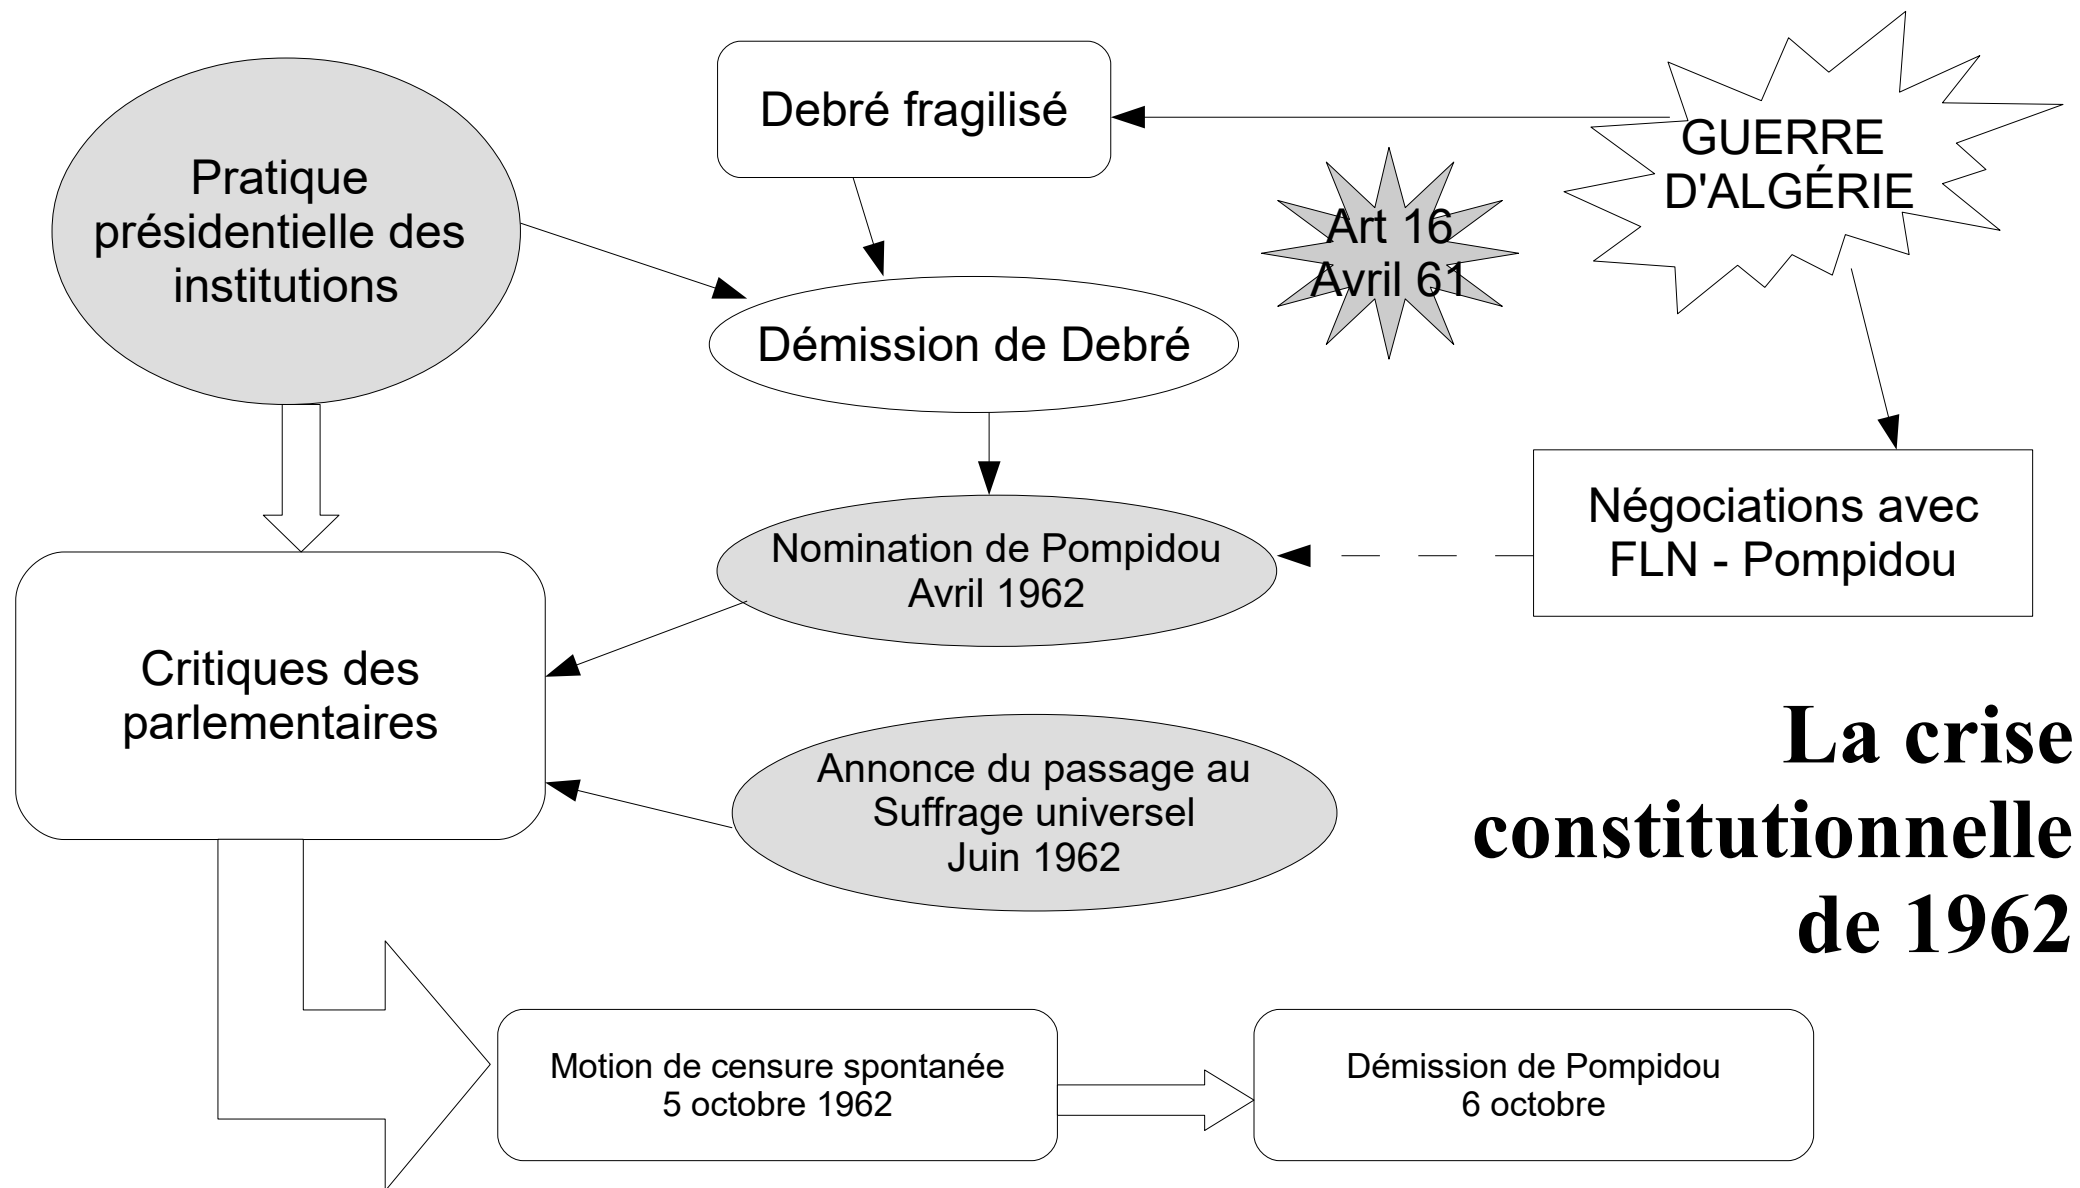 Debré fragilisé
GUERRE
D'ALGÉRIE
Pratique
présidentielle des
institutions
Art 16
Avril 61
Démission de Debré
Négociations avec
FLN - Pompidou
Nomination de Pompidou
Avril 1962
Critiques des
parlementaires
Annonce du passage au
Suffrage universel
Juin 1962
La crise
constitutionnelle
de 1962
Motion de censure spontanée
5 octobre 1962
Démission de Pompidou
6 octobre